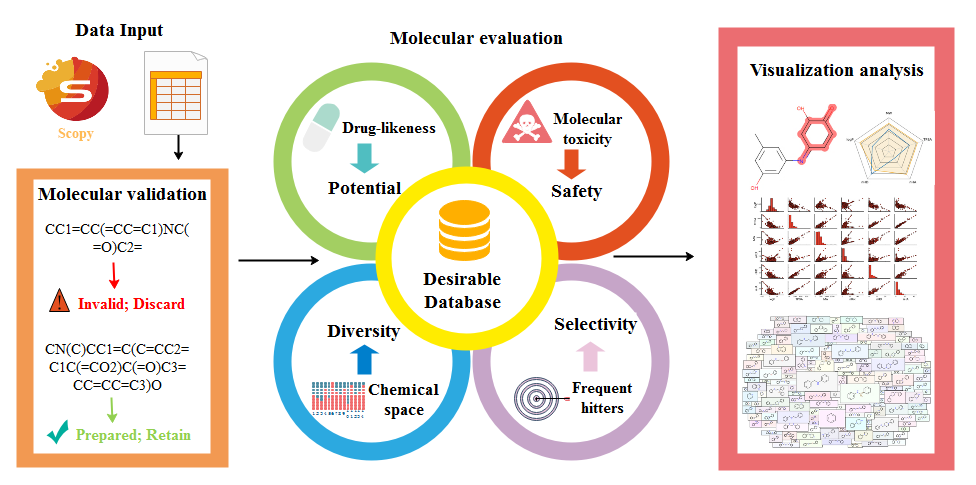 Data Input
S
Scopy
Molecular validation
CC1=CC(=CC=C1)NC(
=O)C2=
Invalid; Discard
CN(C)CC1=C(C=CC2=
C1C(=CO2)C(=O)C3=
CC=CC=C3)O
Prepared; Retain
Molecular evaluation
Drug-likeness
Potential
Molecular
toxicity
Safety
Desirable
Database
Diversity
Chemical
space
Selectivity
Frequent
hitters
Visualization analysis
OH
OH